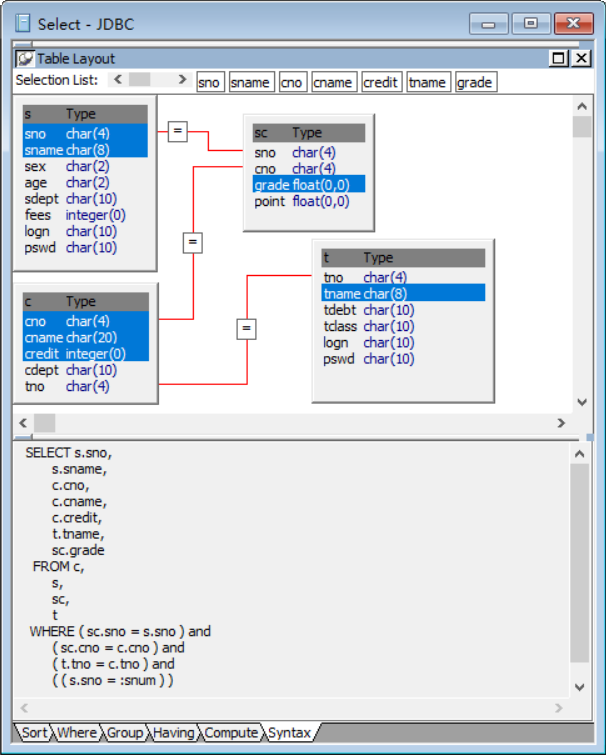 Select - JDBC
Table Layout
Selection List: sno sname cno cname credit tname grade
s Type
sno char(4)
sname char(8)
sex char(2)
age char(2)
sdept char(10)
fees integer(0)
logn char(10)
pswd char(10)
=
sc Type
sno char(4)
cno char(4)
grade float(0,0)
point float(0,0)
=
t Type
tno char(4)
tname char(8)
tdebt char(10)
tclass char(10)
logn char(10)
pswd char(10)
c Type
cno char(4)
cname char(20)
credit integer(0)
cdept char(10)
tno char(4)
=
SELECT s.sno,
s.sname,
c.cno,
c.cname,
c.credit,
t.tname,
sc.grade
FROM c,
s,
sc,
t
WHERE ( sc.sno = s.sno ) and
( sc.cno = c.cno ) and
( t.tno = c.tno ) and
( ( s.sno = :snum ) )
Sort Where Group Having Compute Syntax